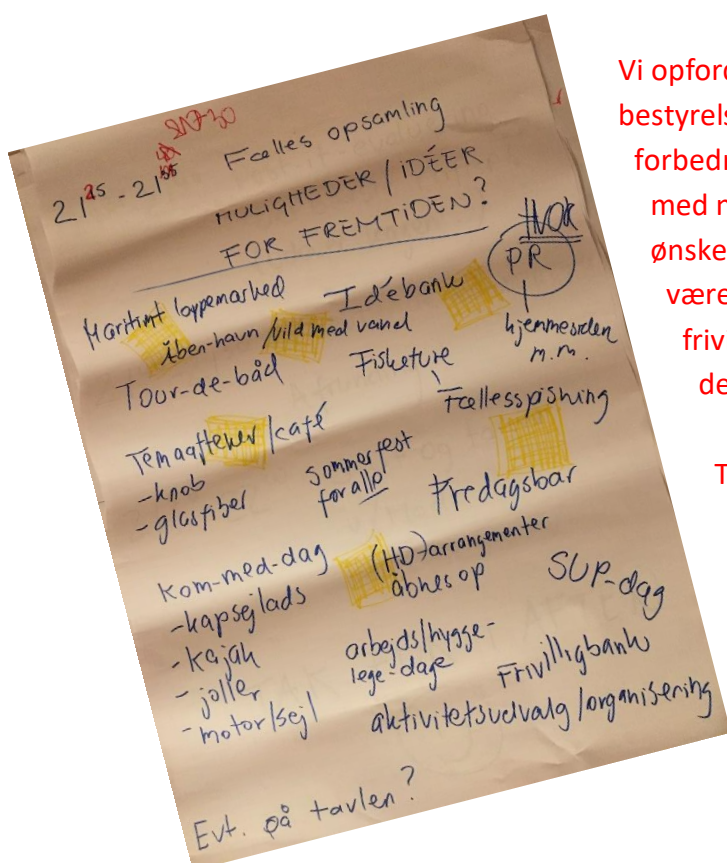 21²⁵ - 21⁵⁵ Fælles opsamling
MULIGHEDER / IDÉER
FOR FREMTIDEN?
HVOR
PR
hjemmesiden
m.m.
Maritimt loppemarked
Idébank
Åben-havn / vild med vand
Tour-de-båd
Fisketure
Fællesspisning
Temaaftener / café
- knob
- glasfiber
sommerfest
for alle
Fredagsbar
Kom-med-dag
- kapsejlads
- kajak
- joller
- motor/sejl
(HD)-arrangementer
åbnes op
SUP-dag
arbejds/hygge-
lege-dage
Frivilligbank
aktivitetsudvalg / organisering
Evt. på tavlen?
Vi opford
bestyrels
forbedr
med n
ønske
være
friv
de
T